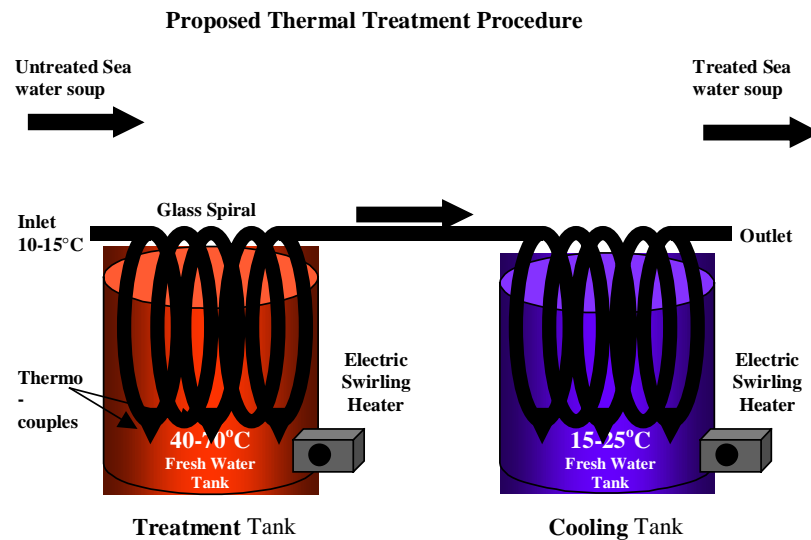 Proposed Thermal Treatment Procedure
Untreated Sea
water soup
Treated Sea
water soup
Glass Spiral
Inlet
10-15°C
Outlet
Thermo
-
couples
Electric
Swirling
Heater
Electric
Swirling
Heater
40-70°C
Fresh Water
Tank
15-25°C
Fresh Water
Tank
Treatment Tank
Cooling Tank